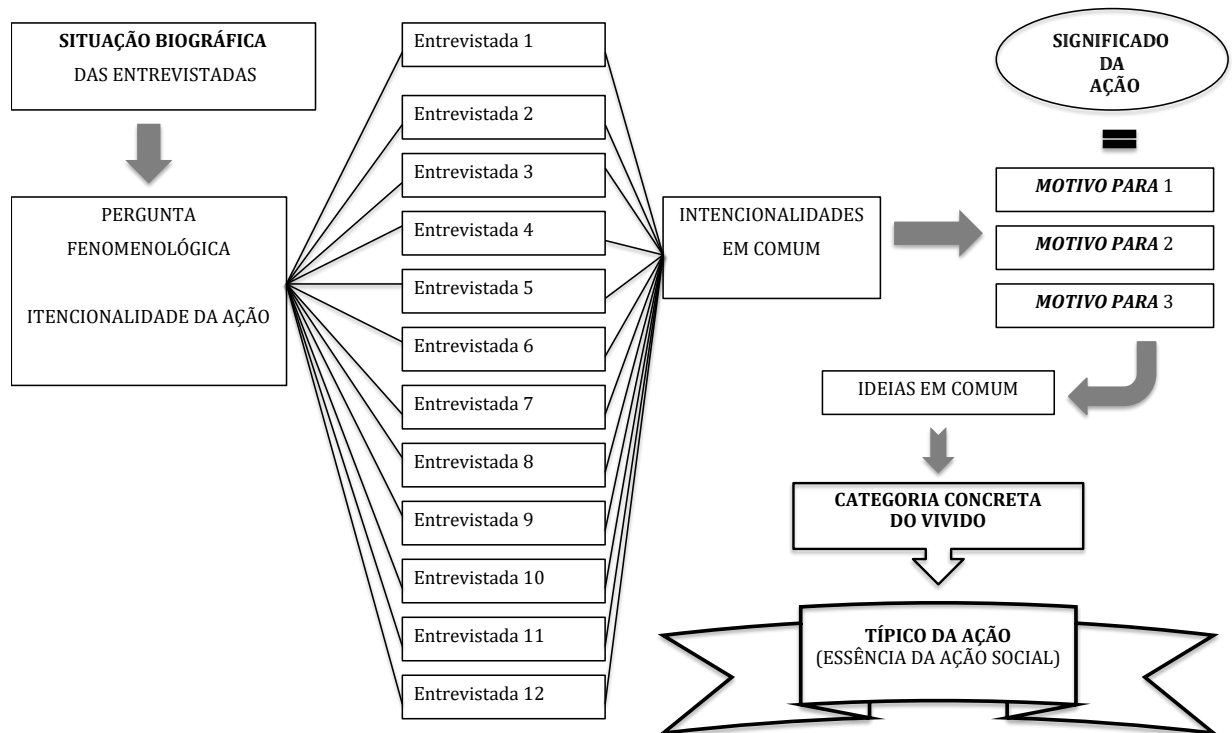 SITUAÇÃO BIOGRÁFICA
DAS ENTREVISTADAS
PERGUNTA
FENOMENOLÓGICA
ITENCIONALIDADE DA AÇÃO
Entrevistada 1
Entrevistada 2
Entrevistada 3
Entrevistada 4
Entrevistada 5
Entrevistada 6
Entrevistada 7
Entrevistada 8
Entrevistada 9
Entrevistada 10
Entrevistada 11
Entrevistada 12
INTENCIONALIDADES
EM COMUM
SIGNIFICADO
DA
AÇÃO
=
MOTIVO PARA 1
MOTIVO PARA 2
MOTIVO PARA 3
IDEIAS EM COMUM
CATEGORIA CONCRETA
DO VIVIDO
TÍPICO DA AÇÃO
(ESSÊNCIA DA AÇÃO SOCIAL)